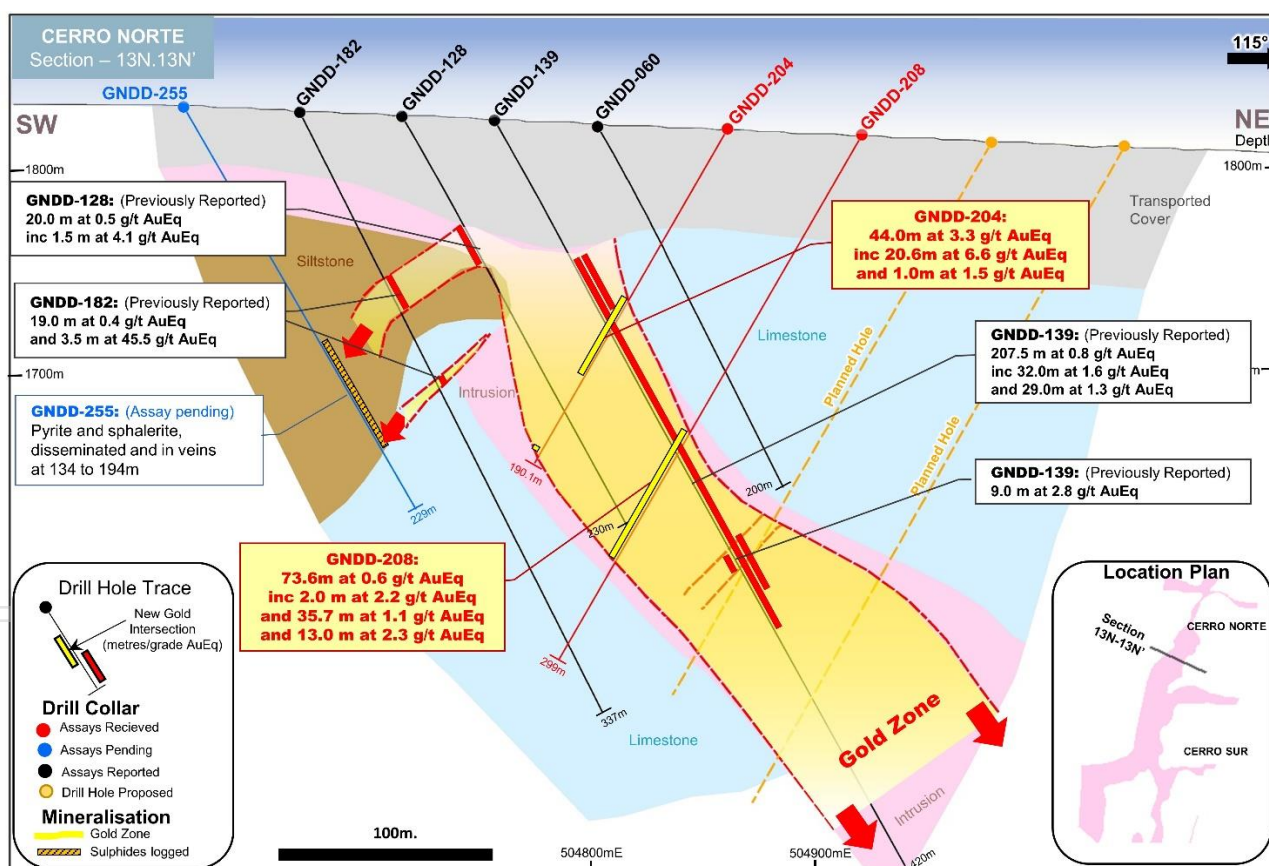 CERRO NORTE
Section – 13N.13N'
115°
GNDD-255
GNDD-182
GNDD-128
GNDD-139
GNDD-060
GNDD-204
GNDD-208
SW
NE
Depth
1800m
1800m
GNDD-128: (Previously Reported)
20.0 m at 0.5 g/t AuEq
inc 1.5 m at 4.1 g/t AuEq
Transported
Cover
GNDD-204:
44.0m at 3.3 g/t AuEq
inc 20.6m at 6.6 g/t AuEq
and 1.0m at 1.5 g/t AuEq
Siltstone
GNDD-182: (Previously Reported)
19.0 m at 0.4 g/t AuEq
and 3.5 m at 45.5 g/t AuEq
Limestone
GNDD-139: (Previously Reported)
207.5 m at 0.8 g/t AuEq
inc 32.0m at 1.6 g/t AuEq
and 29.0m at 1.3 g/t AuEq
1700m
m
Intrusion
Planned Hole
Planned Hole
GNDD-255: (Assay pending)
Pyrite and sphalerite,
disseminated and in veins
at 134 to 194m
190.1m
200m
GNDD-139: (Previously Reported)
9.0 m at 2.8 g/t AuEq
229m
230m
GNDD-208:
73.6m at 0.6 g/t AuEq
inc 2.0 m at 2.2 g/t AuEq
and 35.7 m at 1.1 g/t AuEq
and 13.0 m at 2.3 g/t AuEq
299m
337m
Limestone
Gold Zone
Intrusion
420m
Drill Hole Trace
New Gold
Intersection
(metres/grade AuEq)
Drill Collar
Assays Recieved
Assays Pending
Assays Reported
Drill Hole Proposed
Mineralisation
Gold Zone
Sulphides logged
100m.
504800mE
504900mE
Location Plan
Section
13N-13N'
CERRO NORTE
CERRO SUR